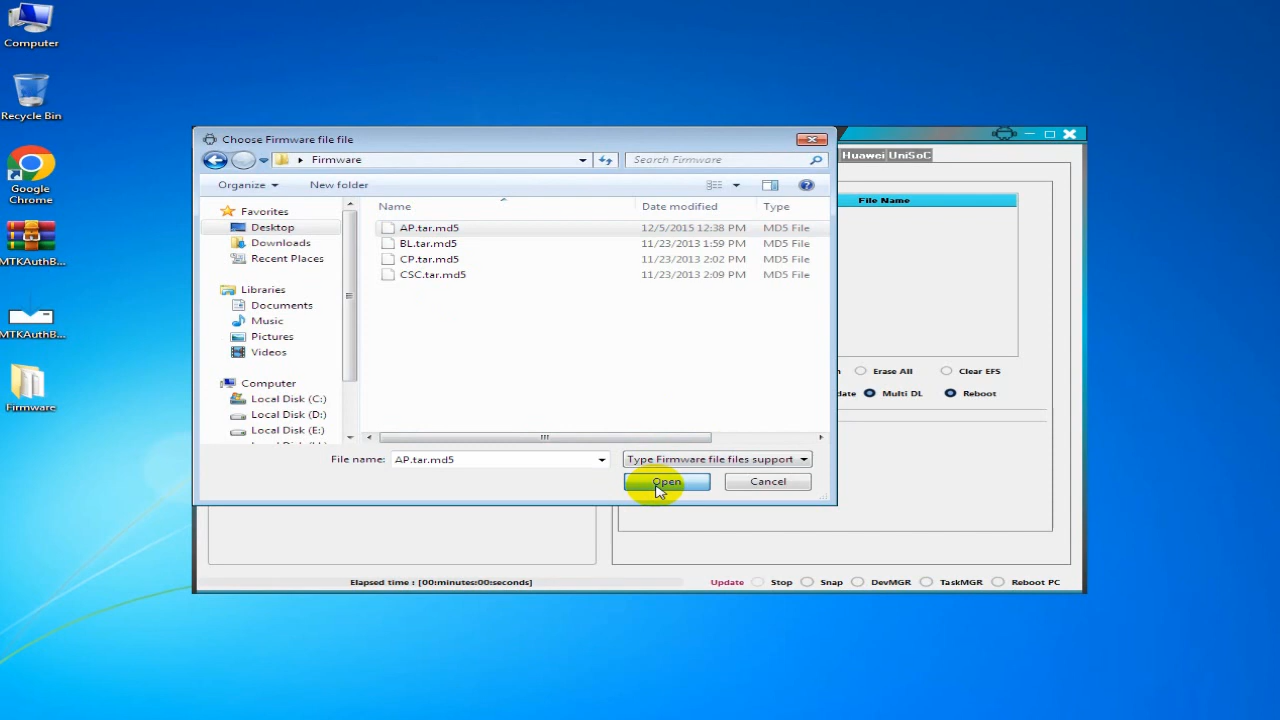 Computer
Recycle Bin
Google
Chrome
MTKAuthB...
MTKAuthB...
Firmware
Choose Firmware file file
Firmware
Search Firmware
Organize
New folder
Name
Date modified
Type
Favorites
Desktop
Downloads
Recent Places
Libraries
Documents
Music
Pictures
Videos
Computer
Local Disk (C:)
Local Disk (D:)
Local Disk (E:)
AP.tar.md5 12/5/2015 12:38 PM MD5 File
BL.tar.md5 11/23/2013 1:59 PM MD5 File
CP.tar.md5 11/23/2013 2:02 PM MD5 File
CSC.tar.md5 11/23/2013 2:09 PM MD5 File
File name: AP.tar.md5
Type Firmware file files support
Open
Cancel
Huawei UniSoC
File Name
Erase All
Clear EFS
Multi DL
Reboot
Elapsed time : [00:minutes:00:seconds]
Update
Stop
Snap
DevMGR
TaskMGR
Reboot PC